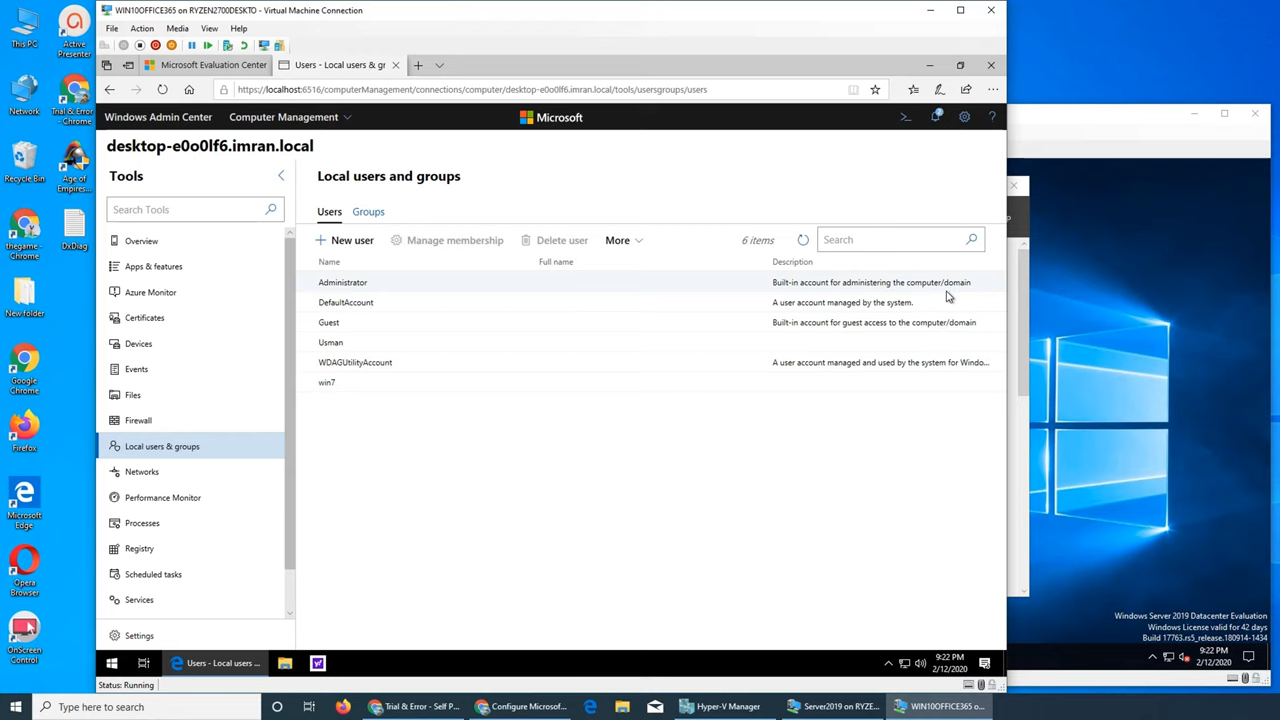 This PC
Active
Presenter
Network
Trial & Error -
Chrome
Recycle Bin
Age of
Empires...
thegame -
Chrome
DxDiag
New folder
Google
Chrome
Firefox
Microsoft
Edge
Opera
Browser
OnScreen
Control
WIN10OFFICE365 on RYZEN2700DESKTO - Virtual Machine Connection
File Action Media View Help
Microsoft Evaluation Center
Users - Local users & gr
https://localhost:6516/computerManagement/connections/computer/desktop-e0o0lf6.imran.local/tools/usersgroups/users
Windows Admin Center
Computer Management
Microsoft
2
desktop-e0o0lf6.imran.local
Tools
Search Tools
Overview
Apps & features
Azure Monitor
Certificates
Devices
Events
Files
Firewall
Local users & groups
Networks
Performance Monitor
Processes
Registry
Scheduled tasks
Services
Settings
Local users and groups
Users Groups
New user Manage membership Delete user More 6 items Search
Name Full name Description
Administrator Built-in account for administering the computer/domain
DefaultAccount A user account managed by the system.
Guest Built-in account for guest access to the computer/domain
Usman
WDAGUtilityAccount A user account managed and used by the system for Windo...
win7
Users - Local users ...
9:22 PM
2/12/2020
Status: Running
p
Windows Server 2019 Datacenter Evaluation
Windows License valid for 42 days
Build 17763.rs5_release.180914-1434
9:22 PM
2/12/2020
Type here to search
Trial & Error - Self P...
Configure Microsof...
Hyper-V Manager
Server2019 on RYZE...
WIN10OFFICE365 o...